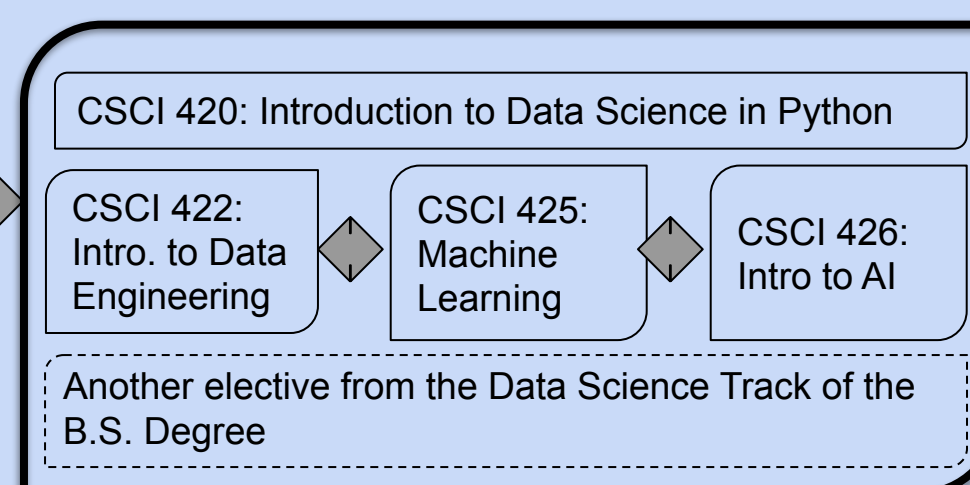 CSCI 420: Introduction to Data Science in Python
CSCI 422:
Intro. to Data
Engineering
CSCI 425:
Machine
Learning
CSCI 426:
Intro to AI
Another elective from the Data Science Track of the
B.S. Degree